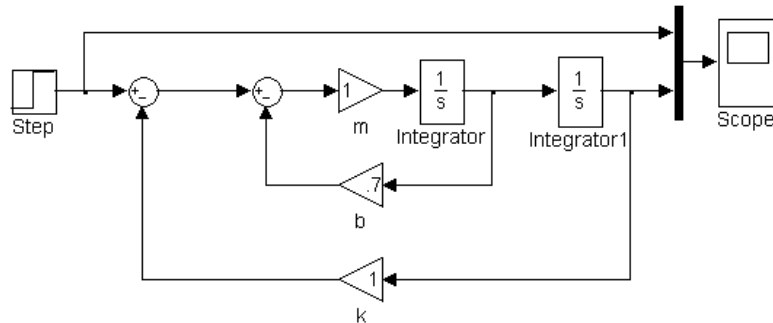 Step
+
−
+
−
1
m
1
s
Integrator
1
s
Integrator1
Scope
.7
b
1
k